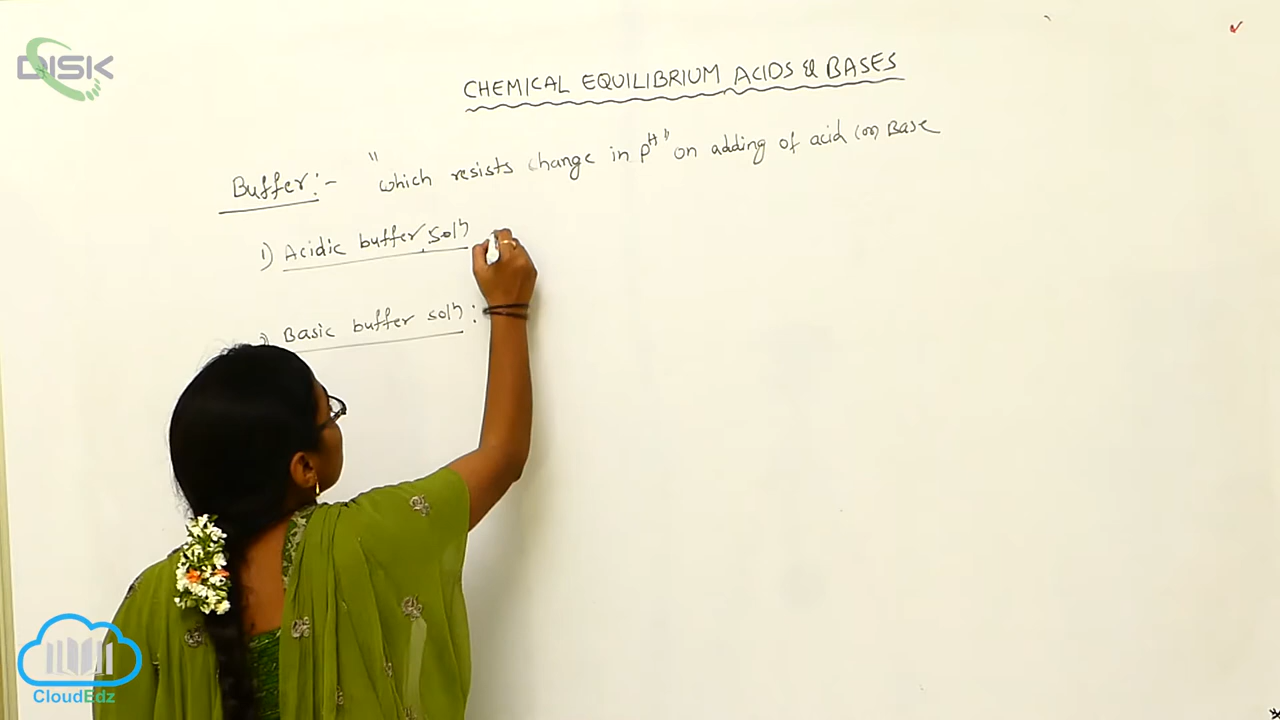 DISK
CHEMICAL EQUILIBRIUM ACIDS & BASES
Buffer:- "which resists change in pH" on adding of acid (or) Base
1) Acidic buffer soln
2) Basic buffer soln :
CloudEdz